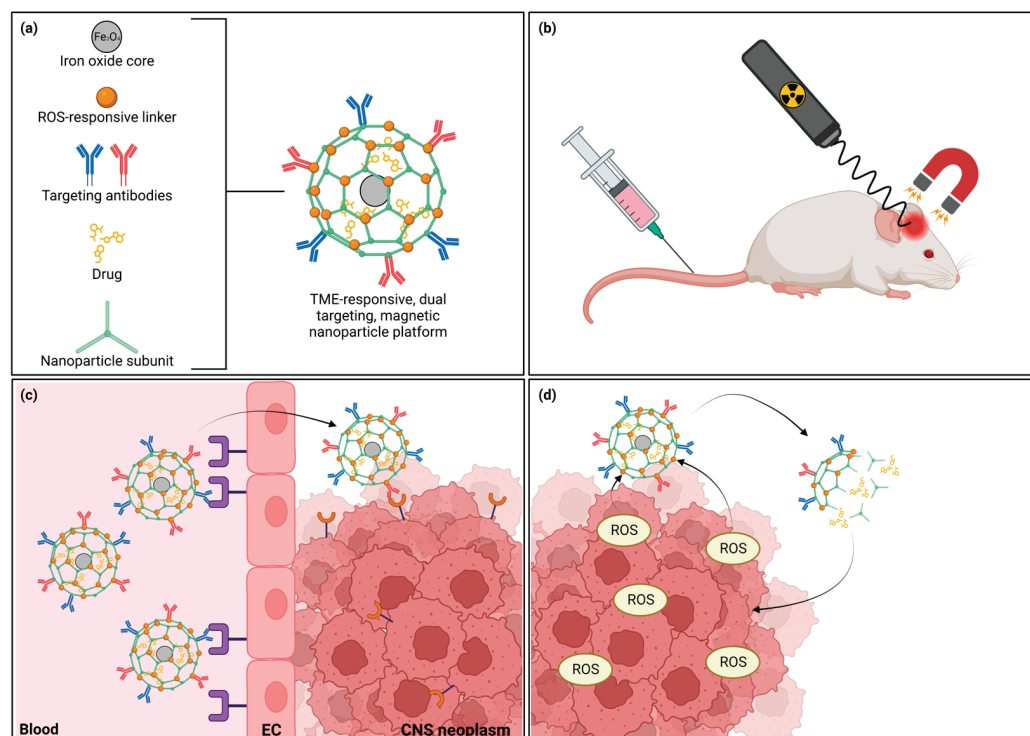 (a)
Fe₃O₄
Iron oxide core
ROS-responsive linker
Targeting antibodies
Drug
Nanoparticle subunit
TME-responsive, dual
targeting, magnetic
nanoparticle platform
(b)
(c)
Blood
EC
CNS neoplasm
(d)
ROS
ROS
ROS
ROS
ROS